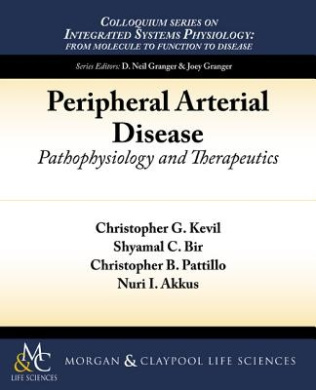 COLLOQUIUM SERIES ON
INTEGRATED SYSTEMS PHYSIOLOGY:
FROM MOLECULE TO FUNCTION TO DISEASE
Series Editors: D. Neil Granger & Joey Granger
Peripheral Arterial
Disease
Pathophysiology and Therapeutics
Christopher G. Kevil
Shyamal C. Bir
Christopher B. Pattillo
Nuri I. Akkus
M&C
LIFE SCIENCES
MORGAN & CLAYPOOL LIFE SCIENCES